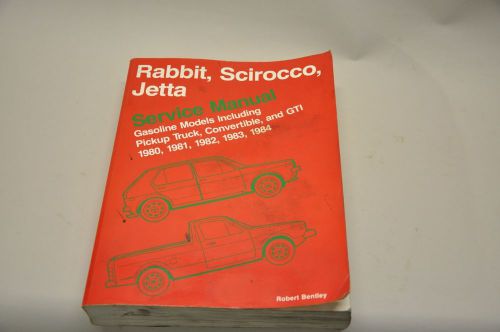 Rabbit, Scirocco,
Jetta
Service Manual
Gasoline Models Including
Pickup Truck, Convertible, and GTI
1980, 1981, 1982, 1983, 1984
Robert Bentley